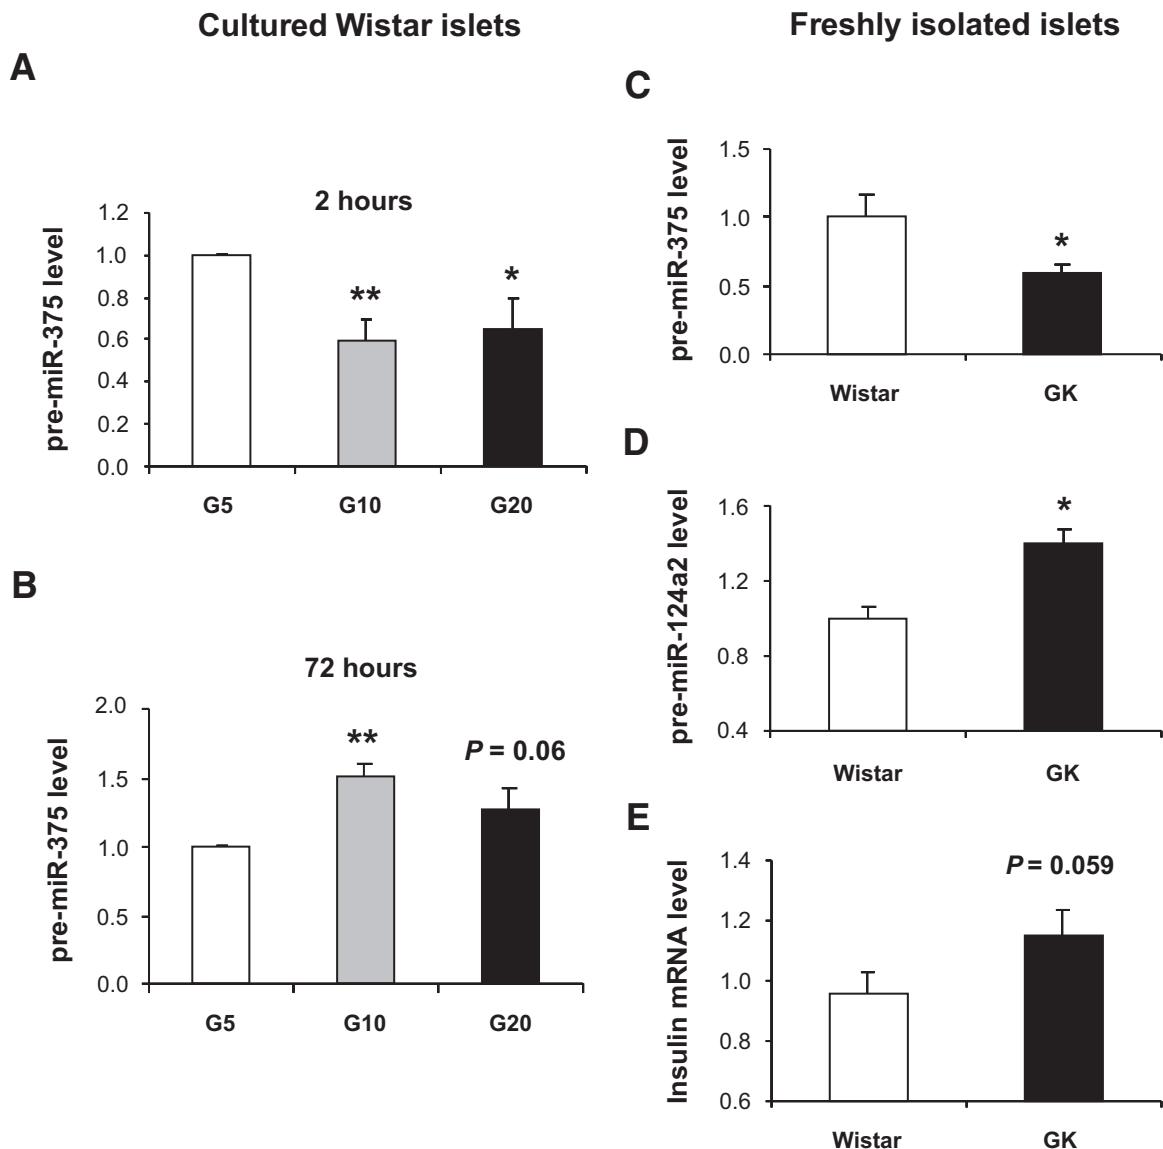 Cultured Wistar islets
A
2 hours
pre-miR-375 level
1.2
1.0
0.8
0.6
0.4
0.2
0.0
**
*
G5 G10 G20
B
72 hours
pre-miR-375 level
2.0
1.5
1.0
0.5
0.0
**
P = 0.06
G5 G10 G20
Freshly isolated islets
C
pre-miR-375 level
1.5
1.0
0.5
0.0
*
Wistar GK
D
pre-miR-124a2 level
1.6
1.2
0.8
0.4
*
Wistar GK
E
Insulin mRNA level
1.4
1.2
1.0
0.8
0.6
P = 0.059
Wistar GK